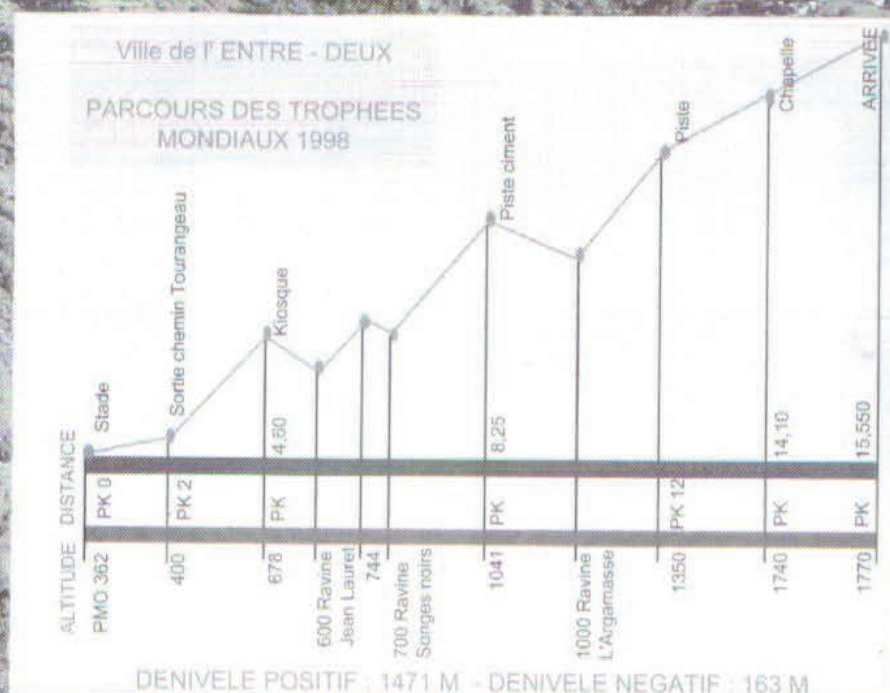 Ville de l' ENTRE - DEUX
PARCOURS DES TROPHEES
MONDIAUX 1998
Stade
Sortie chemin Tourangeau
Kiosque
Piste ciment
Piste
Chapelle
ARRIVEE
DISTANCE
PK 0
PK 2
PK 4,60
PK 8,25
PK 12
PK 14,10
PK 15,550
ALTITUDE
PMO 362
400
678
600 Ravine
Jean Lauret
744
700 Ravine
Songes noirs
1041
1000 Ravine
L'Argamasse
1350
1740
1770
DENIVELE POSITIF : 1471 M - DENIVELE NEGATIF : 163 M